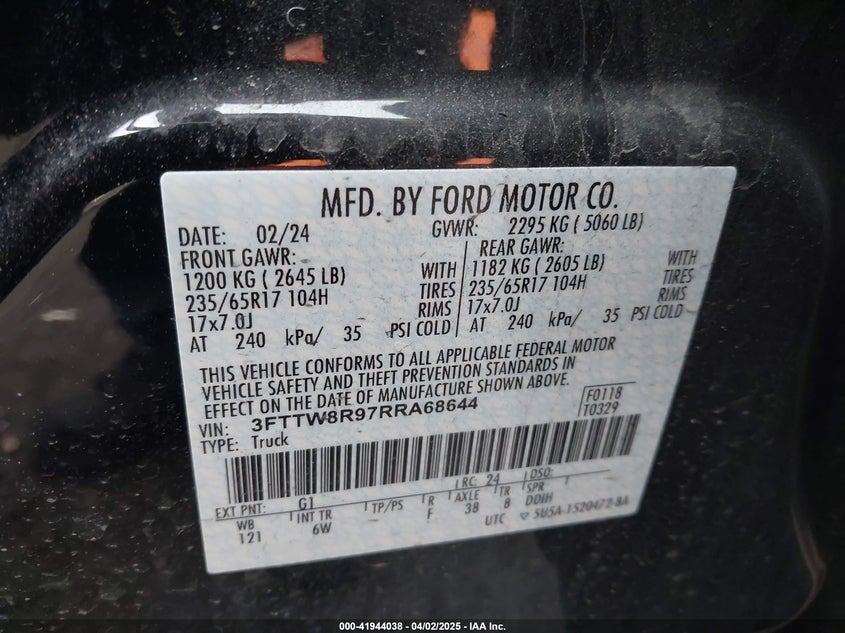 MFD. BY FORD MOTOR CO.
DATE: 02/24 GVWR: 2295 KG ( 5060 LB)
FRONT GAWR: REAR GAWR:
1200 KG ( 2645 LB) WITH 1182 KG ( 2605 LB) WITH
235/65R17 104H TIRES 235/65R17 104H TIRES
17x7.0J RIMS 17x7.0J RIMS
AT 240 kPa/ 35 PSI COLD AT 240 kPa/ 35 PSI COLD
THIS VEHICLE CONFORMS TO ALL APPLICABLE FEDERAL MOTOR
VEHICLE SAFETY AND THEFT PREVENTION STANDARDS IN
EFFECT ON THE DATE OF MANUFACTURE SHOWN ABOVE.
VIN: 3FTTW8R97RRA68644 F0118
TYPE: Truck T0329
EXT PNT: G1 RC: 24 DSO:
WB INT TR TP/PS R AXLE TR SPR
121 6W F 38 8 DOIH
UTC ▽ 5U5A-1520472-BA
000-41944038 - 04/02/2025 - IAA Inc.